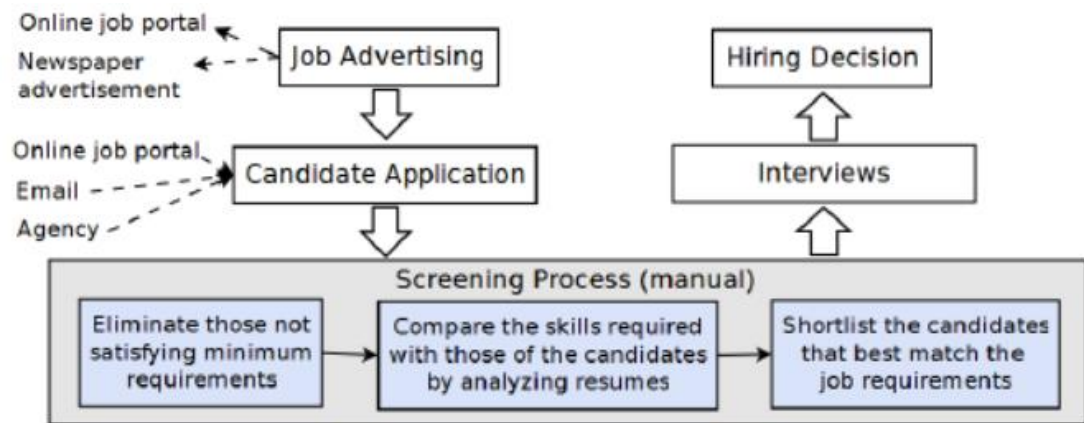 Online job portal
Newspaper
advertisement
Job Advertising
Hiring Decision
Online job portal
Email
Agency
Candidate Application
Interviews
Screening Process (manual)
Eliminate those not
satisfying minimum
requirements
Compare the skills required
with those of the candidates
by analyzing resumes
Shortlist the candidates
that best match the
job requirements